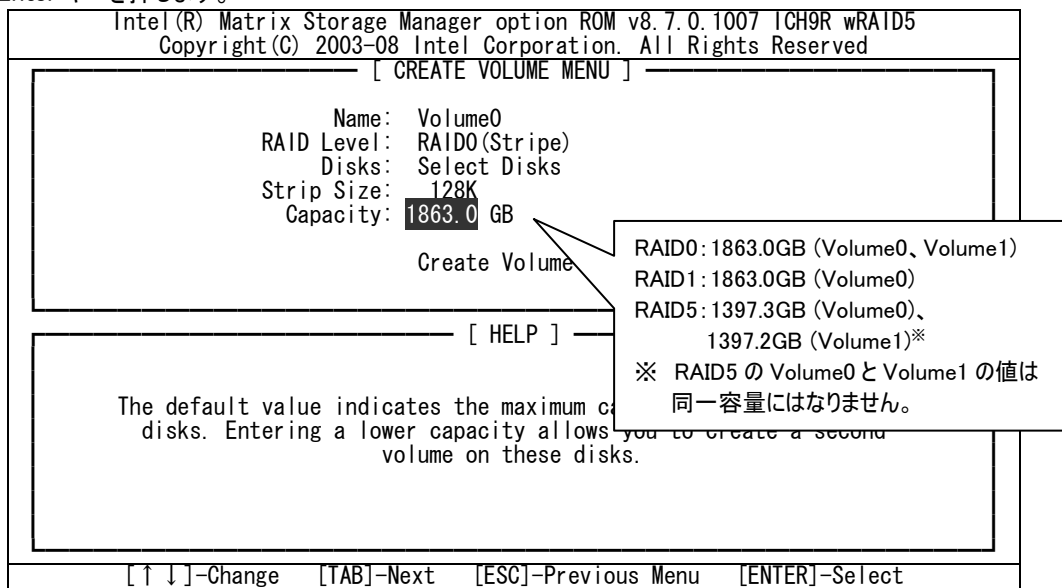 Enter キーを押します。
Intel(R) Matrix Storage Manager option ROM v8.7.0.1007 ICH9R wRAID5
Copyright(C) 2003-08 Intel Corporation. All Rights Reserved
[ CREATE VOLUME MENU ]
Name: Volume0
RAID Level: RAID0(Stripe)
Disks: Select Disks
Strip Size: 128K
Capacity: 1863.0 GB
Create Volume
RAID0:1863.0GB (Volume0、Volume1)
RAID1:1863.0GB (Volume0)
RAID5:1397.3GB (Volume0)、
1397.2GB (Volume1)※
※ RAID5 の Volume0 と Volume1 の値は
同一容量にはなりません。
[ HELP ]
The default value indicates the maximum
disks. Entering a lower capacity allows you to create a second
volume on these disks.
[↑↓]-Change [TAB]-Next [ESC]-Previous Menu [ENTER]-Select